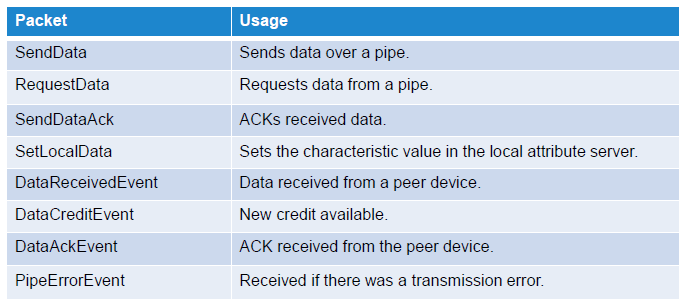 Packet Usage
SendData Sends data over a pipe.
RequestData Requests data from a pipe.
SendDataAck ACKs received data.
SetLocalData Sets the characteristic value in the local attribute server.
DataReceivedEvent Data received from a peer device.
DataCreditEvent New credit available.
DataAckEvent ACK received from the peer device.
PipeErrorEvent Received if there was a transmission error.